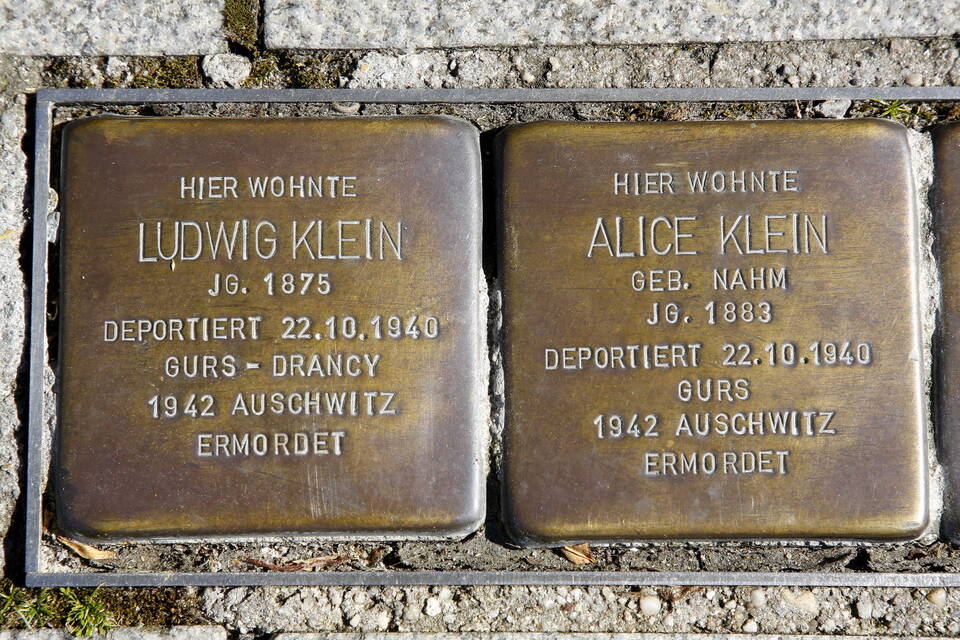 HIER WOHNTE
LUDWIG KLEIN
JG. 1875
DEPORTIERT 22.10.1940
GURS - DRANCY
1942 AUSCHWITZ
ERMORDET
HIER WOHNTE
ALICE KLEIN
GEB. NAHM
JG. 1883
DEPORTIERT 22.10.1940
GURS
1942 AUSCHWITZ
ERMORDET